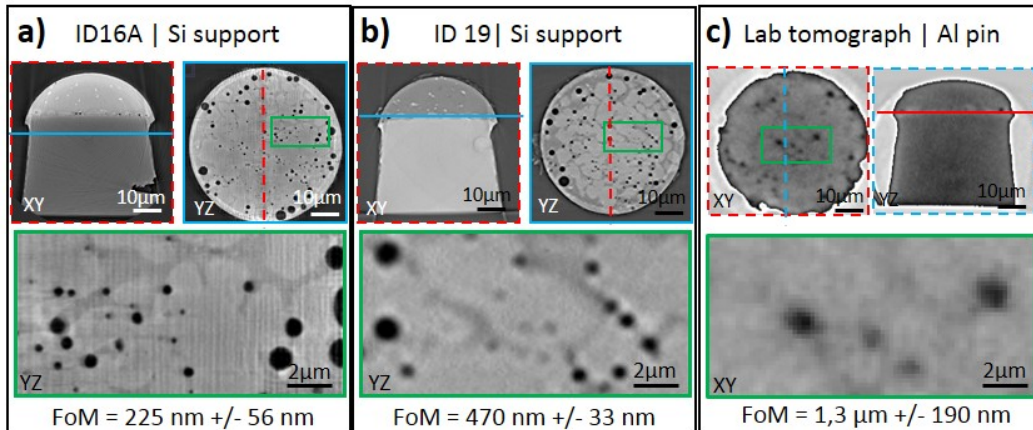 a) ID16A | Si support
XY
10µm
YZ
10µm
YZ
2µm
FoM = 225 nm +/- 56 nm
b) ID 19| Si support
XY
10µm
YZ
10µm
YZ
2µm
FoM = 470 nm +/- 33 nm
c) Lab tomograph | Al pin
XY
10µm
YZ
10µm
XY
2µm
FoM = 1,3 µm +/- 190 nm